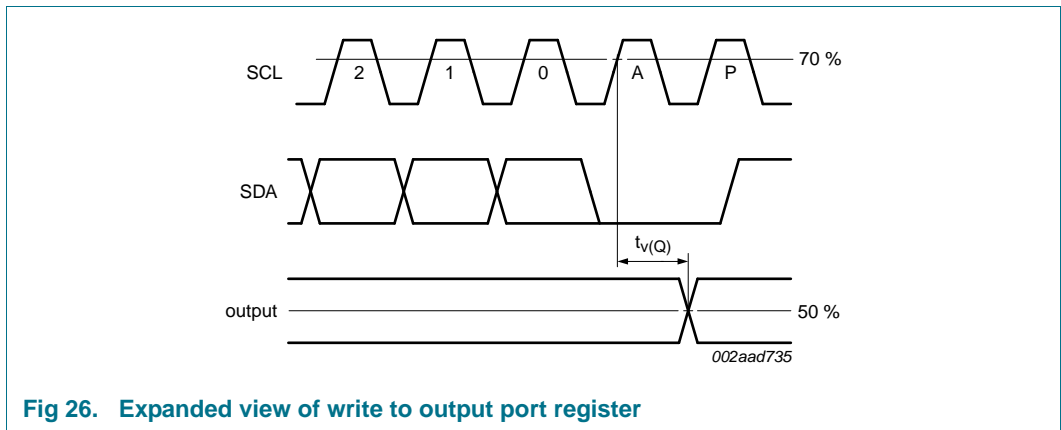 SCL
2
1
0
A
P
70 %
SDA
tv(Q)
output
50 %
002aad735
Fig 26. Expanded view of write to output port register